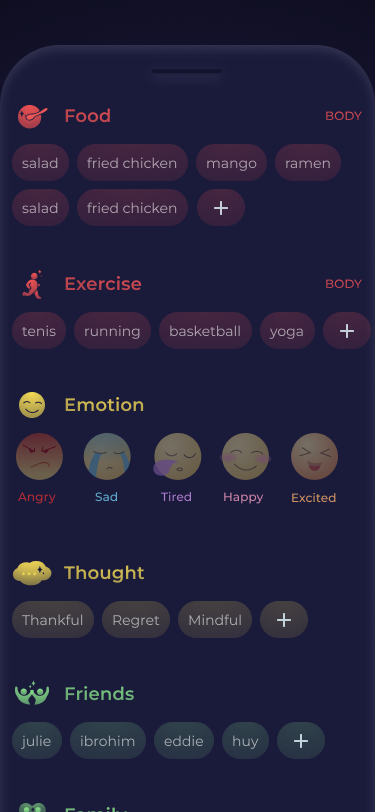 Food BODY
salad fried chicken mango ramen
salad fried chicken +
Exercise BODY
tenis running basketball yoga +
Emotion
Angry Sad Tired Happy Excited
Thought
Thankful Regret Mindful +
Friends
julie ibrohim eddie huy +
Family